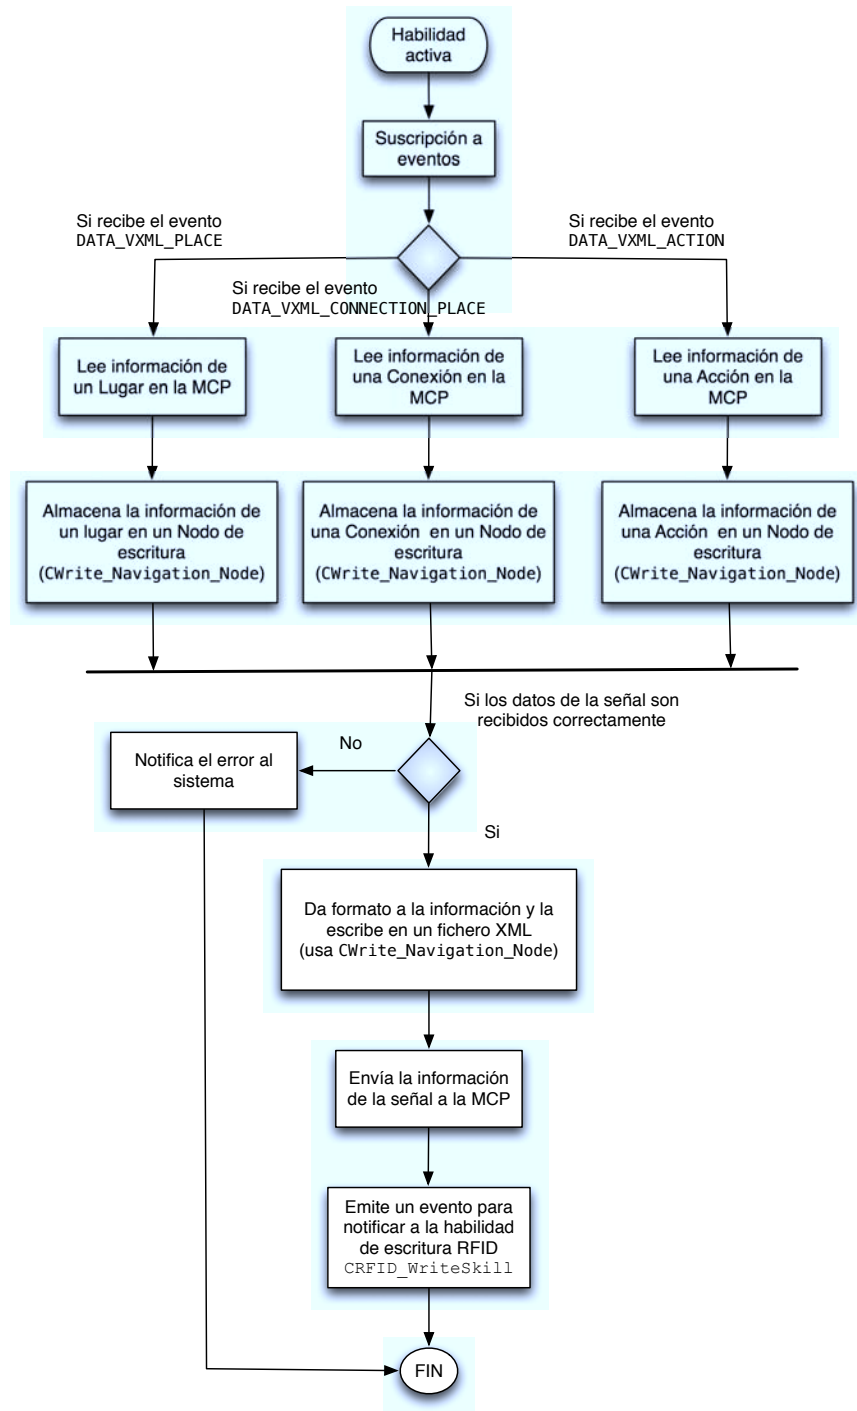 Habilidad
activa
Suscripción a
eventos
Si recibe el evento
DATA_VXML_PLACE
Si recibe el evento
DATA_VXML_ACTION
Si recibe el evento
DATA_VXML_CONNECTION_PLACE
Lee información de
un Lugar en la MCP
Lee información de
una Conexión en la
MCP
Lee información de
una Acción en la
MCP
Almacena la información de
un lugar en un Nodo de
escritura
(CWrite_Navigation_Node)
Almacena la información de
una Conexión en un Nodo de
escritura
(CWrite_Navigation_Node)
Almacena la información de
una Acción en un Nodo de
escritura
(CWrite_Navigation_Node)
Si los datos de la señal son
recibidos correctamente
No
Notifica el error al
sistema
Si
Da formato a la información y la
escribe en un fichero XML
(usa CWrite_Navigation_Node)
Envía la información
de la señal a la MCP
Emite un evento para
notificar a la habilidad
de escritura RFID
CRFID_WriteSkill
FIN